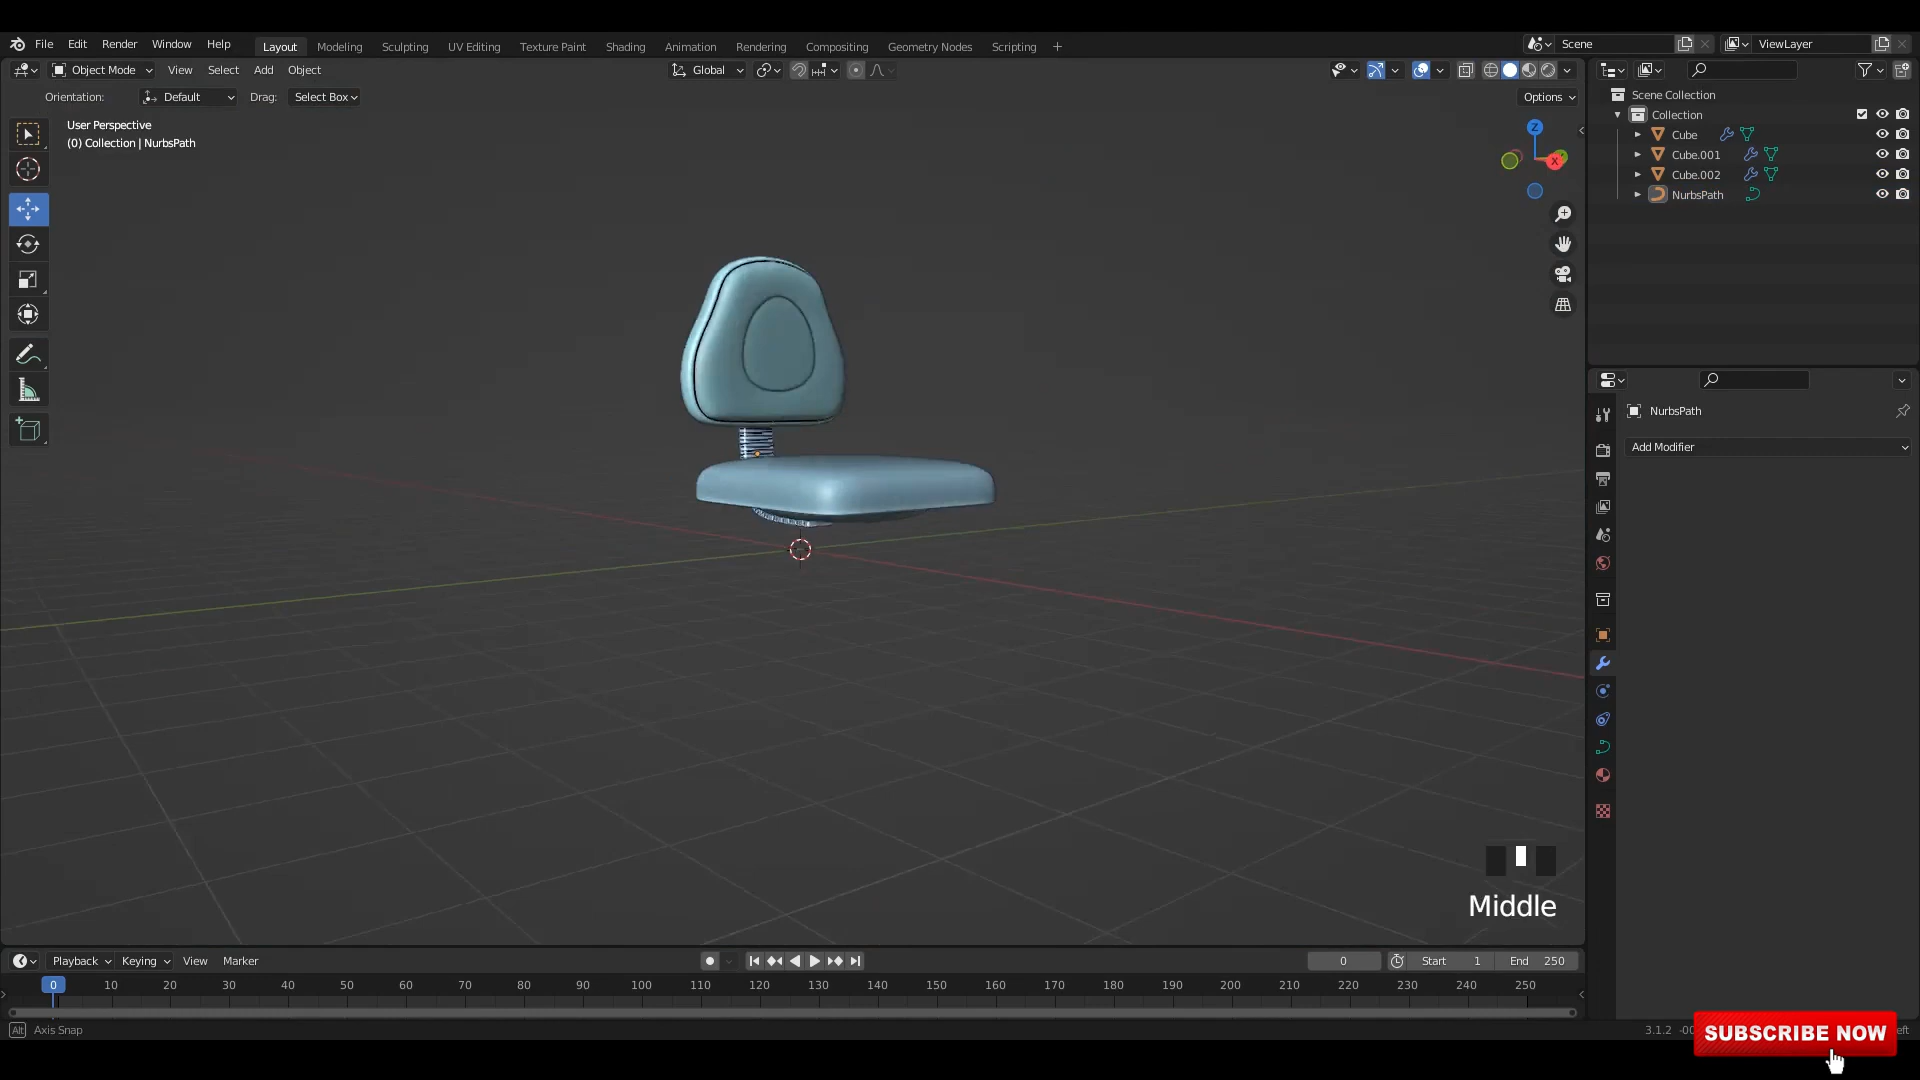 File Edit Render Window Help Layout Modeling Sculpting UV Editing Texture Paint Shading Animation Rendering Compositing Geometry Nodes Scripting + Scene ViewLayer
Object Mode View Select Add Object Global
Orientation: Default Drag: Select Box Options
User Perspective
(0) Collection | NurbsPath
Z
X
Scene Collection
Collection
Cube
Cube.001
Cube.002
NurbsPath
NurbsPath
Add Modifier
Middle
Playback Keying View Marker 0 Start 1 End 250
0 10 20 30 40 50 60 70 80 90 100 110 120 130 140 150 160 170 180 190 200 210 220 230 240 250
Alt Axis Snap 3.1.2
SUBSCRIBE NOW